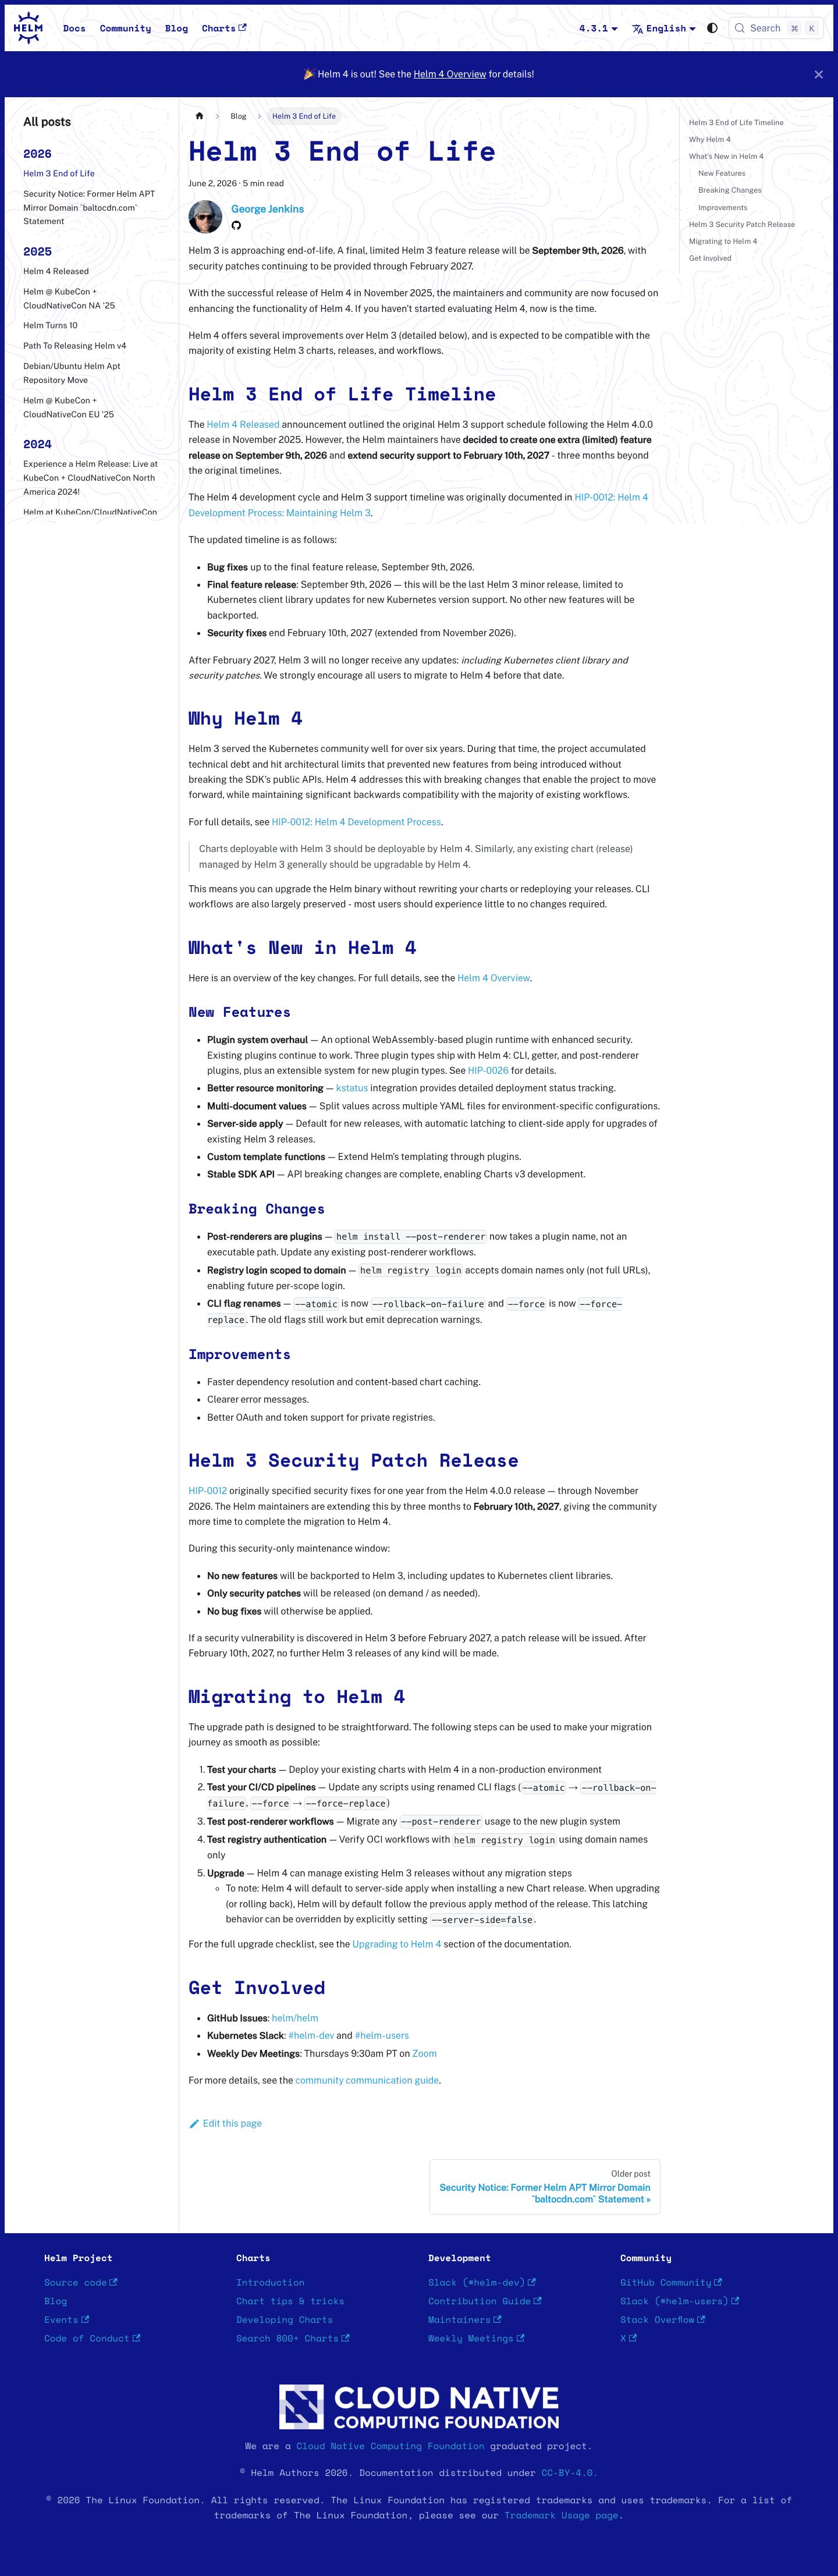 HELM
Docs
Community
Blog
Charts
4.3.1
English
Search
⌘
K
🎉 Helm 4 is out! See the Helm 4 Overview for details!
All posts
2026
Helm 3 End of Life
Security Notice: Former Helm APT
Mirror Domain `baltocdn.com`
Statement
2025
Helm 4 Released
Helm @ KubeCon +
CloudNativeCon NA '25
Helm Turns 10
Path To Releasing Helm v4
Debian/Ubuntu Helm Apt
Repository Move
Helm @ KubeCon +
CloudNativeCon EU '25
2024
Experience a Helm Release: Live at
KubeCon + CloudNativeCon North
America 2024!
Helm at KubeCon/CloudNativeCon
Blog
Helm 3 End of Life
Helm 3 End of Life
June 2, 2026 · 5 min read
George Jenkins
Helm 3 is approaching end-of-life. A final, limited Helm 3 feature release will be September 9th, 2026, with
security patches continuing to be provided through February 2027.
With the successful release of Helm 4 in November 2025, the maintainers and community are now focused on
enhancing the functionality of Helm 4. If you haven't started evaluating Helm 4, now is the time.
Helm 4 offers several improvements over Helm 3 (detailed below), and is expected to be compatible with the
majority of existing Helm 3 charts, releases, and workflows.
Helm 3 End of Life Timeline
The Helm 4 Released announcement outlined the original Helm 3 support schedule following the Helm 4.0.0
release in November 2025. However, the Helm maintainers have decided to create one extra (limited) feature
release on September 9th, 2026 and extend security support to February 10th, 2027 - three months beyond
the original timelines.
The Helm 4 development cycle and Helm 3 support timeline was originally documented in HIP-0012: Helm 4
Development Process: Maintaining Helm 3.
The updated timeline is as follows:
• Bug fixes up to the final feature release, September 9th, 2026.
• Final feature release: September 9th, 2026 — this will be the last Helm 3 minor release, limited to
Kubernetes client library updates for new Kubernetes version support. No other new features will be
backported.
• Security fixes end February 10th, 2027 (extended from November 2026).
After February 2027, Helm 3 will no longer receive any updates: including Kubernetes client library and
security patches. We strongly encourage all users to migrate to Helm 4 before that date.
Why Helm 4
Helm 3 served the Kubernetes community well for over six years. During that time, the project accumulated
technical debt and hit architectural limits that prevented new features from being introduced without
breaking the SDK's public APIs. Helm 4 addresses this with breaking changes that enable the project to move
forward, while maintaining significant backwards compatibility with the majority of existing workflows.
For full details, see HIP-0012: Helm 4 Development Process.
Charts deployable with Helm 3 should be deployable by Helm 4. Similarly, any existing chart (release)
managed by Helm 3 generally should be upgradable by Helm 4.
This means you can upgrade the Helm binary without rewriting your charts or redeploying your releases. CLI
workflows are also largely preserved - most users should experience little to no changes required.
What's New in Helm 4
Here is an overview of the key changes. For full details, see the Helm 4 Overview.
New Features
• Plugin system overhaul — An optional WebAssembly-based plugin runtime with enhanced security.
Existing plugins continue to work. Three plugin types ship with Helm 4: CLI, getter, and post-renderer
plugins, plus an extensible system for new plugin types. See HIP-0026 for details.
• Better resource monitoring — kstatus integration provides detailed deployment status tracking.
• Multi-document values — Split values across multiple YAML files for environment-specific configurations.
• Server-side apply — Default for new releases, with automatic latching to client-side apply for upgrades of
existing Helm 3 releases.
• Custom template functions — Extend Helm's templating through plugins.
• Stable SDK API — API breaking changes are complete, enabling Charts v3 development.
Breaking Changes
• Post-renderers are plugins — helm install --post-renderer now takes a plugin name, not an
executable path. Update any existing post-renderer workflows.
• Registry login scoped to domain — helm registry login accepts domain names only (not full URLs),
enabling future per-scope login.
• CLI flag renames — --atomic is now --rollback-on-failure and --force is now --force-
replace. The old flags still work but emit deprecation warnings.
Improvements
• Faster dependency resolution and content-based chart caching.
• Clearer error messages.
• Better OAuth and token support for private registries.
Helm 3 Security Patch Release
HIP-0012 originally specified security fixes for one year from the Helm 4.0.0 release — through November
2026. The Helm maintainers are extending this by three months to February 10th, 2027, giving the community
more time to complete the migration to Helm 4.
During this security-only maintenance window:
• No new features will be backported to Helm 3, including updates to Kubernetes client libraries.
• Only security patches will be released (on demand / as needed).
• No bug fixes will otherwise be applied.
If a security vulnerability is discovered in Helm 3 before February 2027, a patch release will be issued. After
February 10th, 2027, no further Helm 3 releases of any kind will be made.
Migrating to Helm 4
The upgrade path is designed to be straightforward. The following steps can be used to make your migration
journey as smooth as possible:
1. Test your charts — Deploy your existing charts with Helm 4 in a non-production environment
2. Test your CI/CD pipelines — Update any scripts using renamed CLI flags (--atomic → --rollback-on-
failure, --force → --force-replace)
3. Test post-renderer workflows — Migrate any --post-renderer usage to the new plugin system
4. Test registry authentication — Verify OCI workflows with helm registry login using domain names
only
5. Upgrade — Helm 4 can manage existing Helm 3 releases without any migration steps
◦ To note: Helm 4 will default to server-side apply when installing a new Chart release. When upgrading
(or rolling back), Helm will by default follow the previous apply method of the release. This latching
behavior can be overridden by explicitly setting --server-side=false.
For the full upgrade checklist, see the Upgrading to Helm 4 section of the documentation.
Get Involved
• GitHub Issues: helm/helm
• Kubernetes Slack: #helm-dev and #helm-users
• Weekly Dev Meetings: Thursdays 9:30am PT on Zoom
For more details, see the community communication guide.
Edit this page
Older post
Security Notice: Former Helm APT Mirror Domain
`baltocdn.com` Statement »
Helm 3 End of Life Timeline
Why Helm 4
What's New in Helm 4
New Features
Breaking Changes
Improvements
Helm 3 Security Patch Release
Migrating to Helm 4
Get Involved
Helm Project
Source code
Blog
Events
Code of Conduct
Charts
Introduction
Chart tips & tricks
Developing Charts
Search 800+ Charts
Development
Slack (#helm-dev)
Contribution Guide
Maintainers
Weekly Meetings
Community
GitHub Community
Slack (#helm-users)
Stack Overflow
X
CLOUD NATIVE
COMPUTING FOUNDATION
We are a Cloud Native Computing Foundation graduated project.
© Helm Authors 2026. Documentation distributed under CC-BY-4.0.
© 2026 The Linux Foundation. All rights reserved. The Linux Foundation has registered trademarks and uses trademarks. For a list of
trademarks of The Linux Foundation, please see our Trademark Usage page.